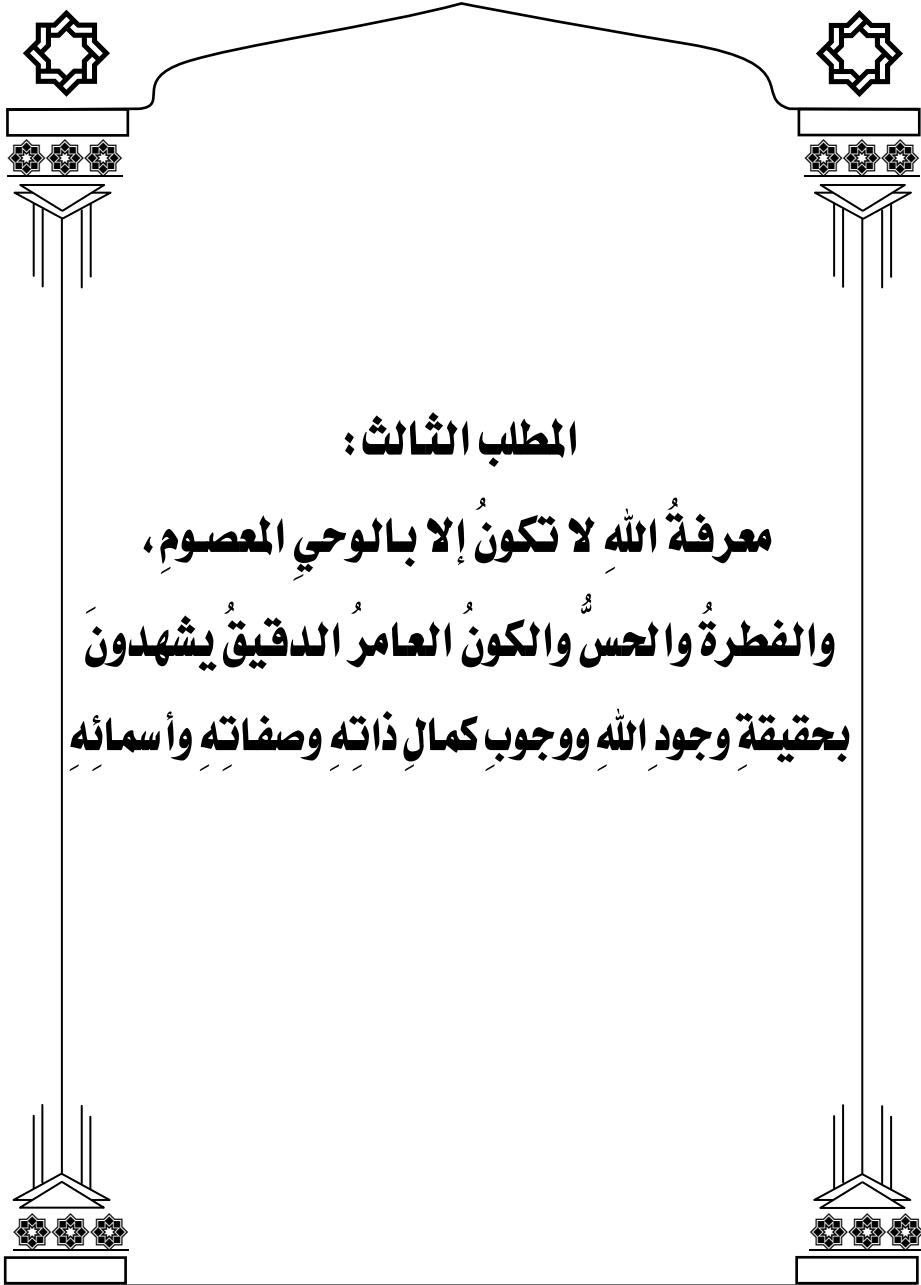 المطلب الثالث:
معرفةُ اللهِ لا تكونُ إلا بالوحيِ المعصومِ،
والفطرةُ والحسُّ والكونُ العامرُ الدقيقُ يشهدونَ
بحقيقةِ وجودِ اللهِ ووجوبِ كمالِ ذاتِهِ وصفاتِهِ وأسمائِهِ